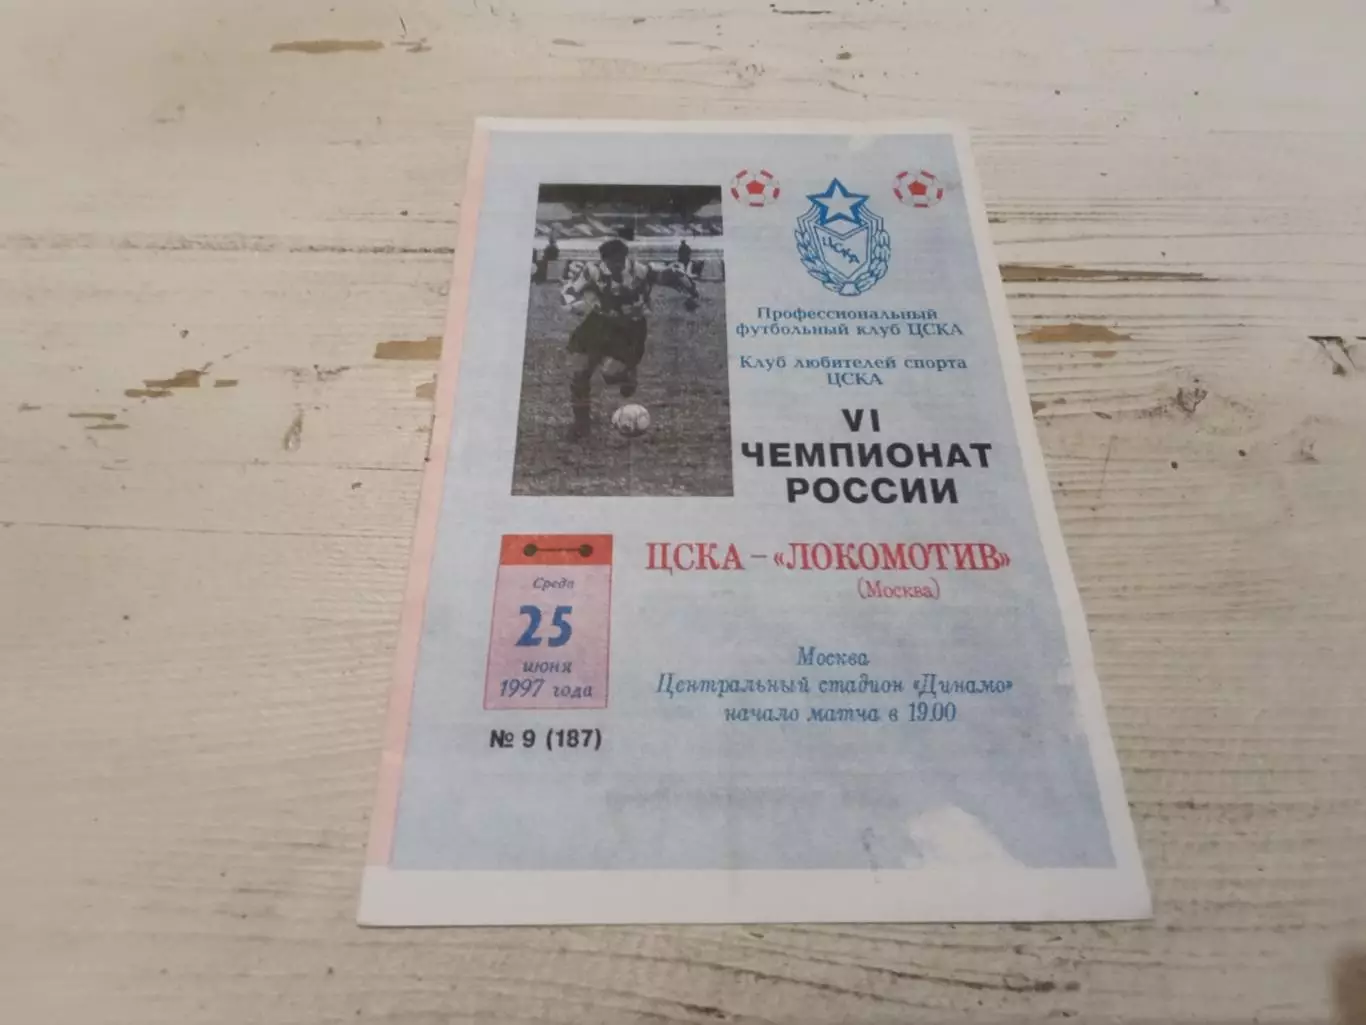 ЦСКА
Профессиональный
футбольный клуб ЦСКА
Клуб любителей спорта
ЦСКА
VI
ЧЕМПИОНАТ
РОССИИ
ЦСКА – «ЛОКОМОТИВ»
(Москва)
Среда
25
июня
1997 года
№ 9 (187)
Москва
Центральный стадион «Динамо»
начало матча в 19.00